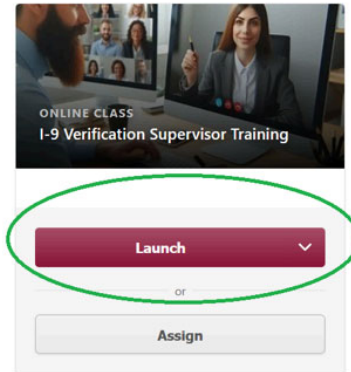 ONLINE CLASS
I-9 Verification Supervisor Training
Launch
or
Assign